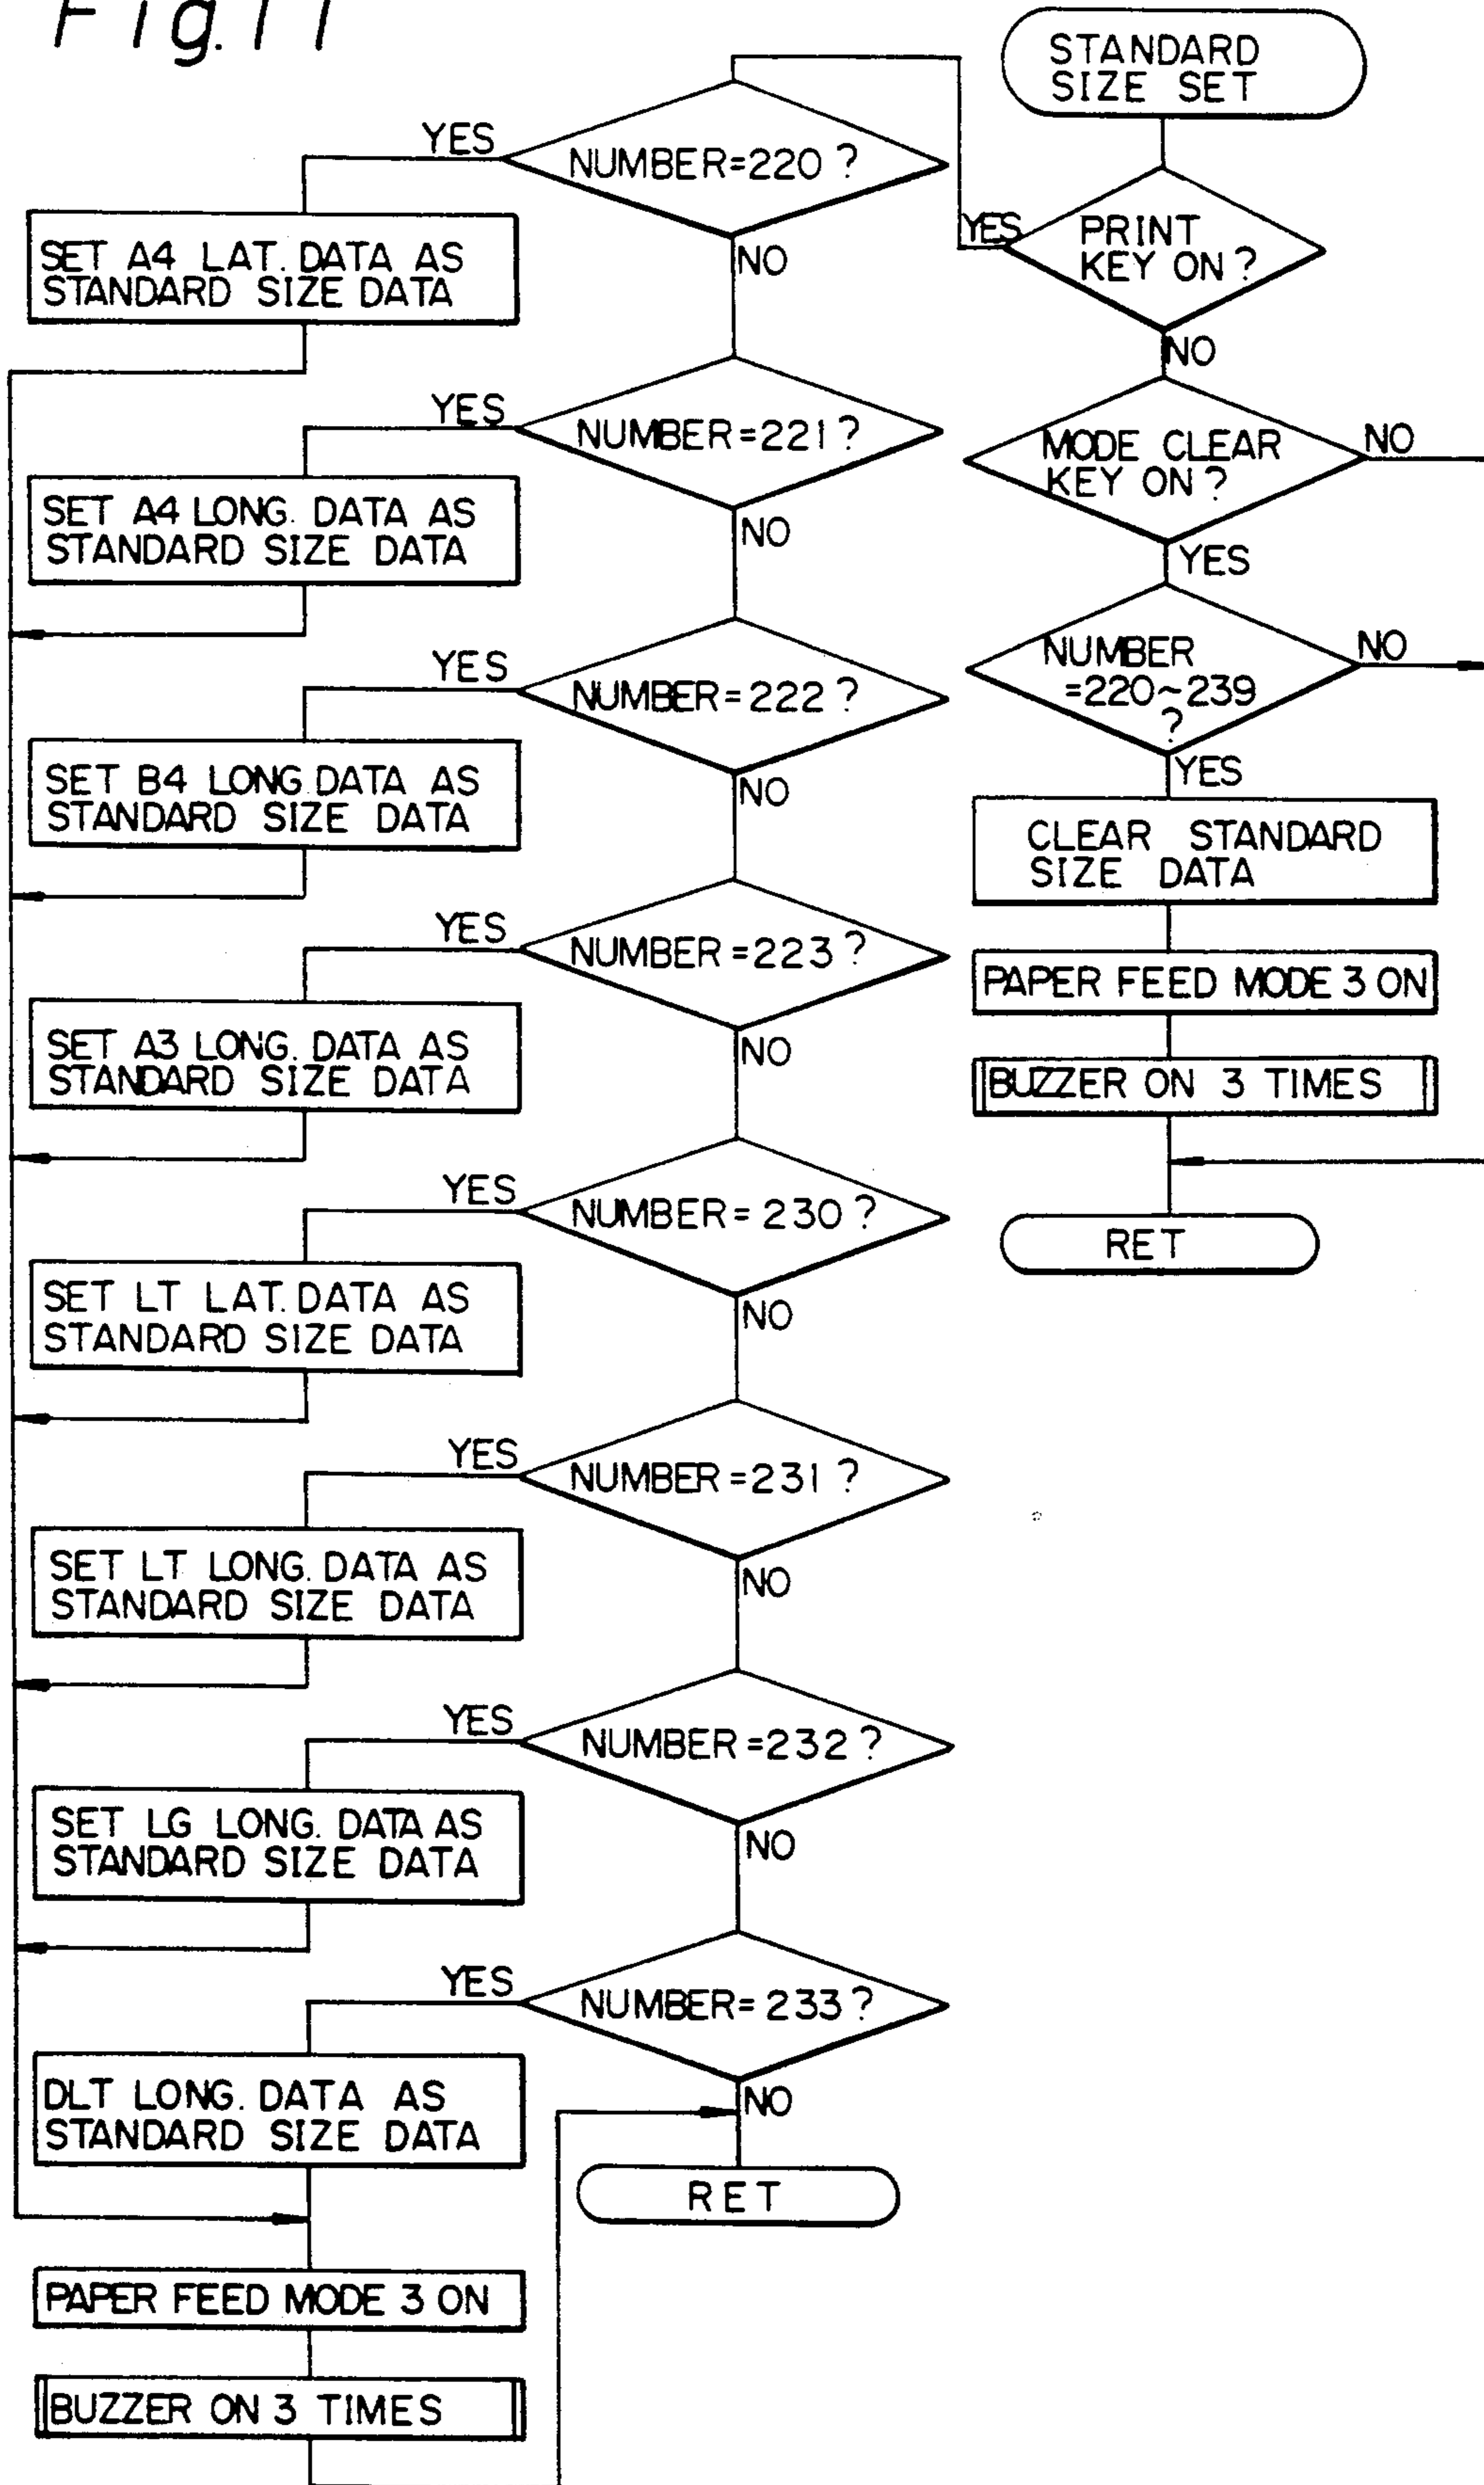 Fig. 11
STANDARD
SIZE SET
PRINT
KEY ON?
YES
NO
MODE CLEAR
KEY ON?
NO
YES
NUMBER
=220~239
?
NO
YES
CLEAR STANDARD
SIZE DATA
PAPER FEED MODE 3 ON
BUZZER ON 3 TIMES
RET
NUMBER=220?
YES
NO
SET A4 LAT. DATA AS
STANDARD SIZE DATA
NUMBER=221?
YES
NO
SET A4 LONG. DATA AS
STANDARD SIZE DATA
NUMBER=222?
YES
NO
SET B4 LONG. DATA AS
STANDARD SIZE DATA
NUMBER=223?
YES
NO
SET A3 LONG. DATA AS
STANDARD SIZE DATA
NUMBER=230?
YES
NO
SET LT LAT. DATA AS
STANDARD SIZE DATA
NUMBER=231?
YES
NO
SET LT LONG. DATA AS
STANDARD SIZE DATA
NUMBER=232?
YES
NO
SET LG LONG. DATA AS
STANDARD SIZE DATA
NUMBER=233?
YES
NO
DLT LONG. DATA AS
STANDARD SIZE DATA
RET
PAPER FEED MODE 3 ON
BUZZER ON 3 TIMES